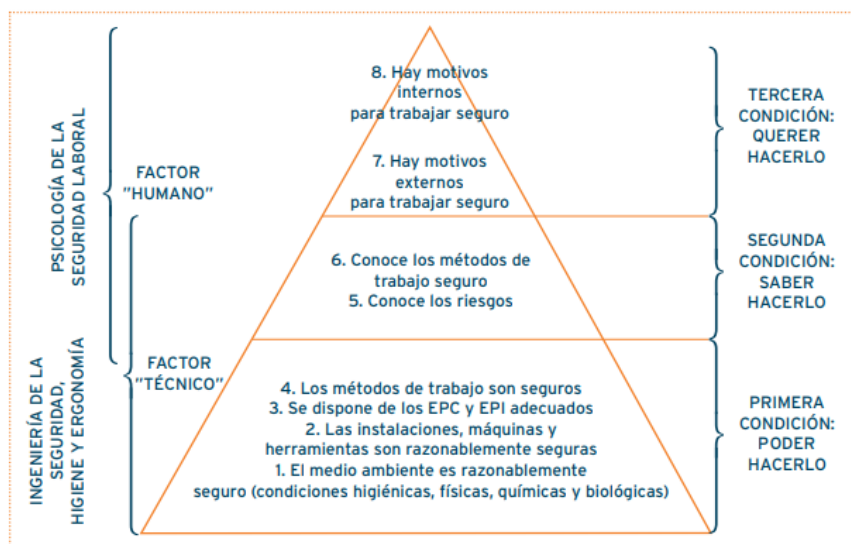 8. Hay motivos
internos
para trabajar seguro
7. Hay motivos
externos
para trabajar seguro
6. Conoce los métodos de
trabajo seguro
5. Conoce los riesgos
4. Los métodos de trabajo son seguros
3. Se dispone de los EPC y EPI adecuados
2. Las instalaciones, máquinas y
herramientas son razonablemente seguras
1. El medio ambiente es razonablemente
seguro (condiciones higiénicas, físicas, químicas y biológicas)
PSICOLOGÍA DE LA
SEGURIDAD LABORAL
INGENIERÍA DE LA
SEGURIDAD,
HIGIENE Y ERGONOMÍA
FACTOR
"HUMANO"
FACTOR
"TÉCNICO"
TERCERA
CONDICIÓN:
QUERER
HACERLO
SEGUNDA
CONDICIÓN:
SABER
HACERLO
PRIMERA
CONDICIÓN:
PODER
HACERLO